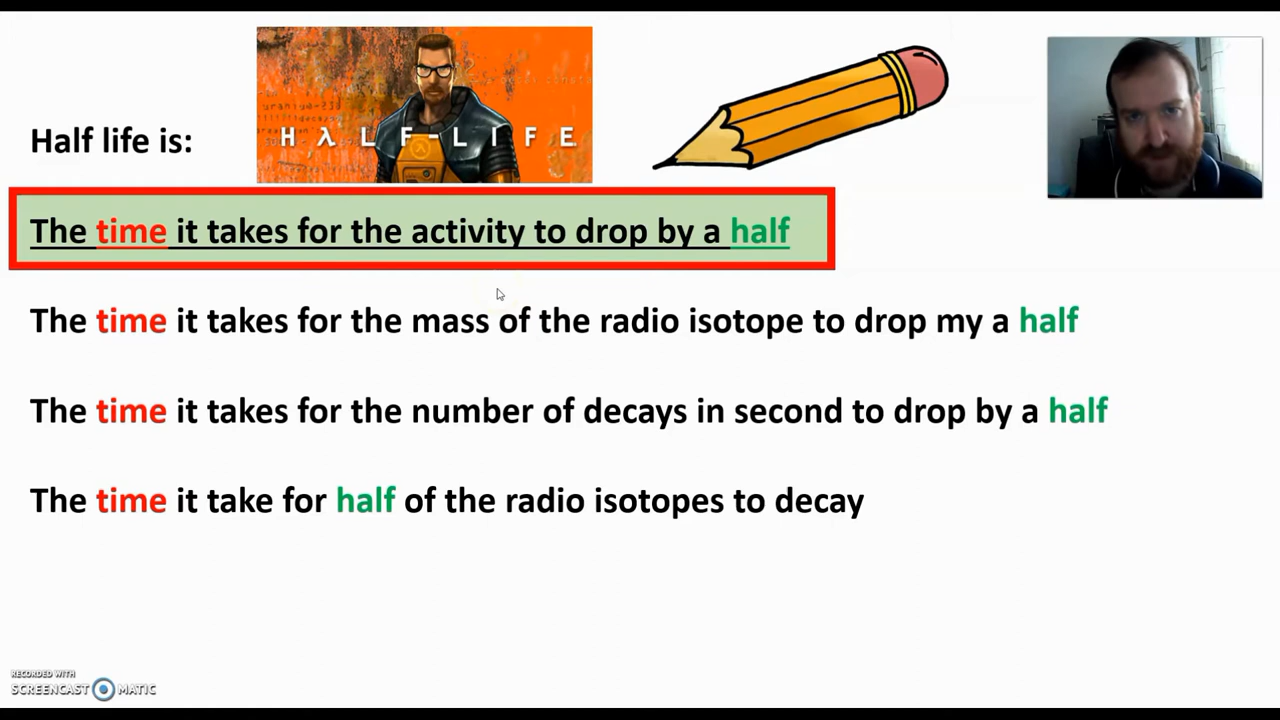 Half life is:
HλLF-LIFE
The time it takes for the activity to drop by a half
The time it takes for the mass of the radio isotope to drop my a half
The time it takes for the number of decays in second to drop by a half
The time it take for half of the radio isotopes to decay
RECORDED WITH
SCREENCAST MATIC